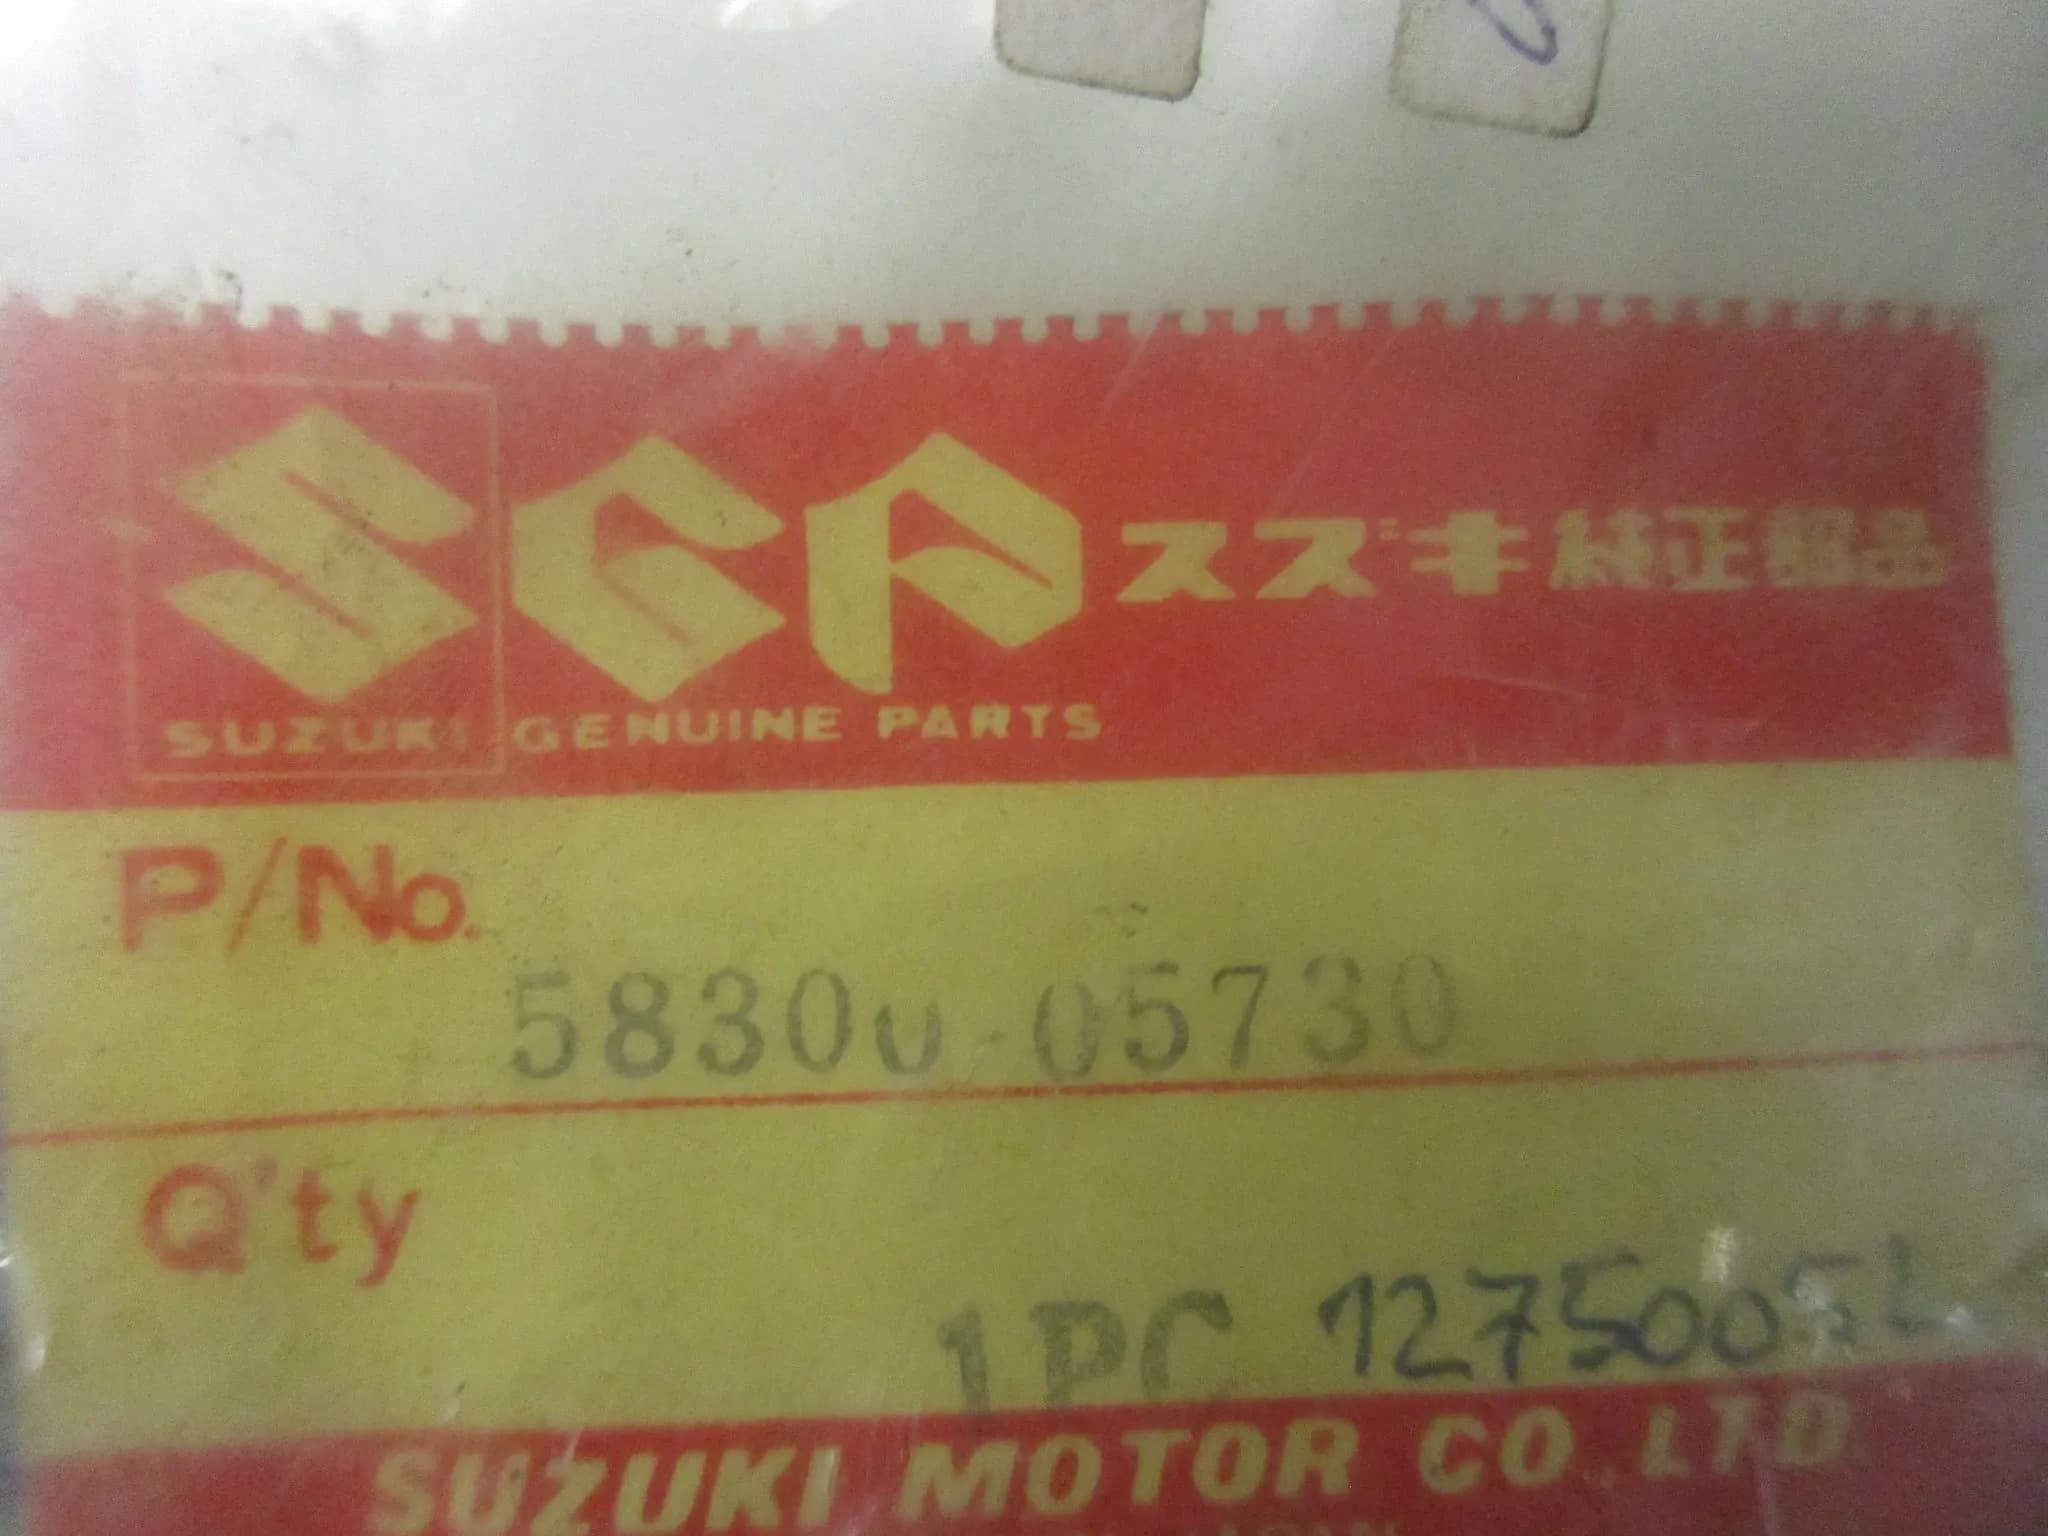 SGP スズキ純正部品
SUZUKI GENUINE PARTS
P/No.
58300-05730
Q'ty
1PC
SUZUKI MOTOR CO.,LTD.